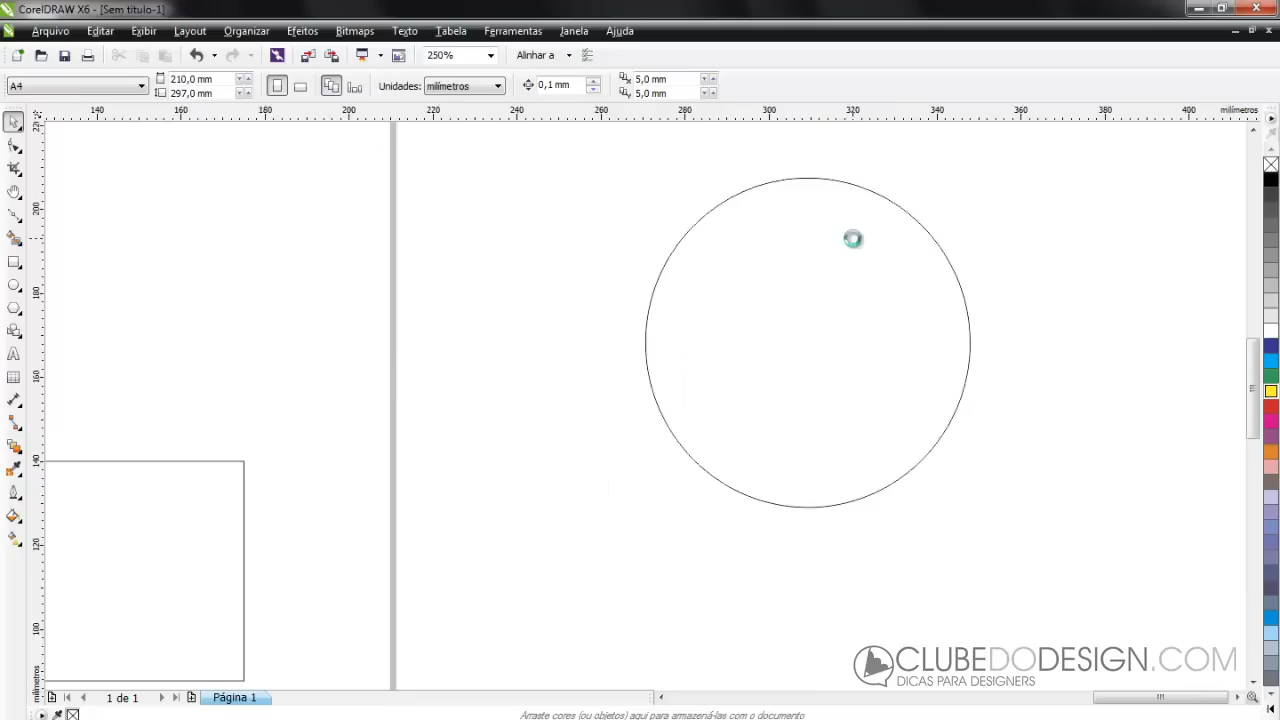 CorelDRAW X6 - [Sem título-1]
Arquivo Editar Exibir Layout Organizar Efeitos Bitmaps Texto Tabela Ferramentas Janela Ajuda
250% Alinhar a
A4 210,0 mm 297,0 mm Unidades: milímetros 0,1 mm 5,0 mm 5,0 mm
140 160 180 200 220 240 260 280 300 320 340 360 380 400 milímetros
200
180
160
140
120
100
milímetros
CLUBEDODESIGN.COM
DICAS PARA DESIGNERS
1 de 1 Página 1
Arraste cores (ou objetos) aqui para armazená-las com o documento